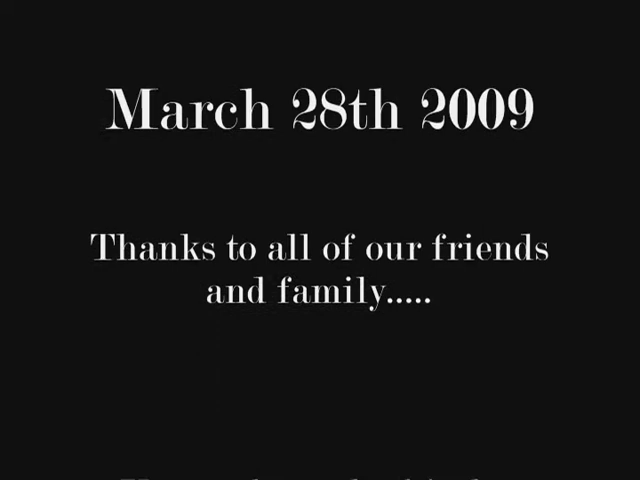 March 28th 2009
Thanks to all of our friends
and family.....